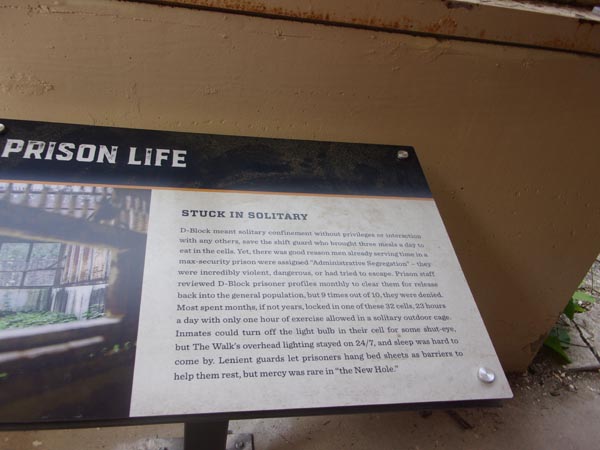 PRISON LIFE
STUCK IN SOLITARY
D-Block meant solitary confinement without privileges or interaction
with any others, save the shift guard who brought three meals a day to
eat in the cells. Yet, there was good reason men already serving time in a
max-security prison were assigned "Administrative Segregation" – they
were incredibly violent, dangerous, or had tried to escape. Prison staff
reviewed D-Block prisoner profiles monthly to clear them for release
back into the general population, but 9 times out of 10, they were denied.
Most spent months, if not years, locked in one of these 32 cells, 23 hours
a day with only one hour of exercise allowed in a solitary outdoor cage.
Inmates could turn off the light bulb in their cell for some shut-eye,
but The Walk's overhead lighting stayed on 24/7, and sleep was hard to
come by. Lenient guards let prisoners hang bed sheets as barriers to
help them rest, but mercy was rare in "the New Hole."